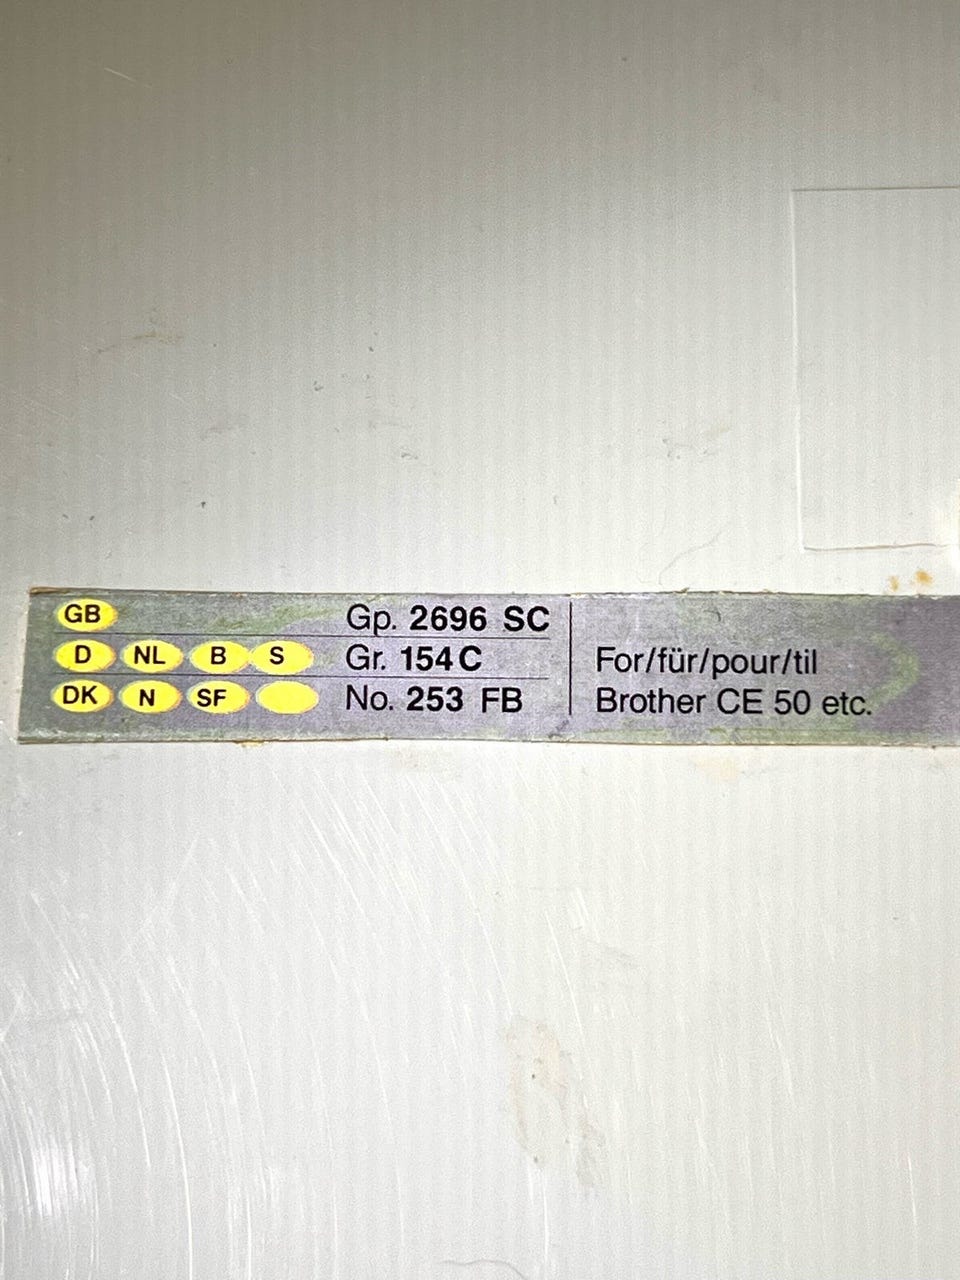 GB Gp. 2696 SC
D NL B S Gr. 154 C
DK N SF No. 253 FB
For/für/pour/til
Brother CE 50 etc.